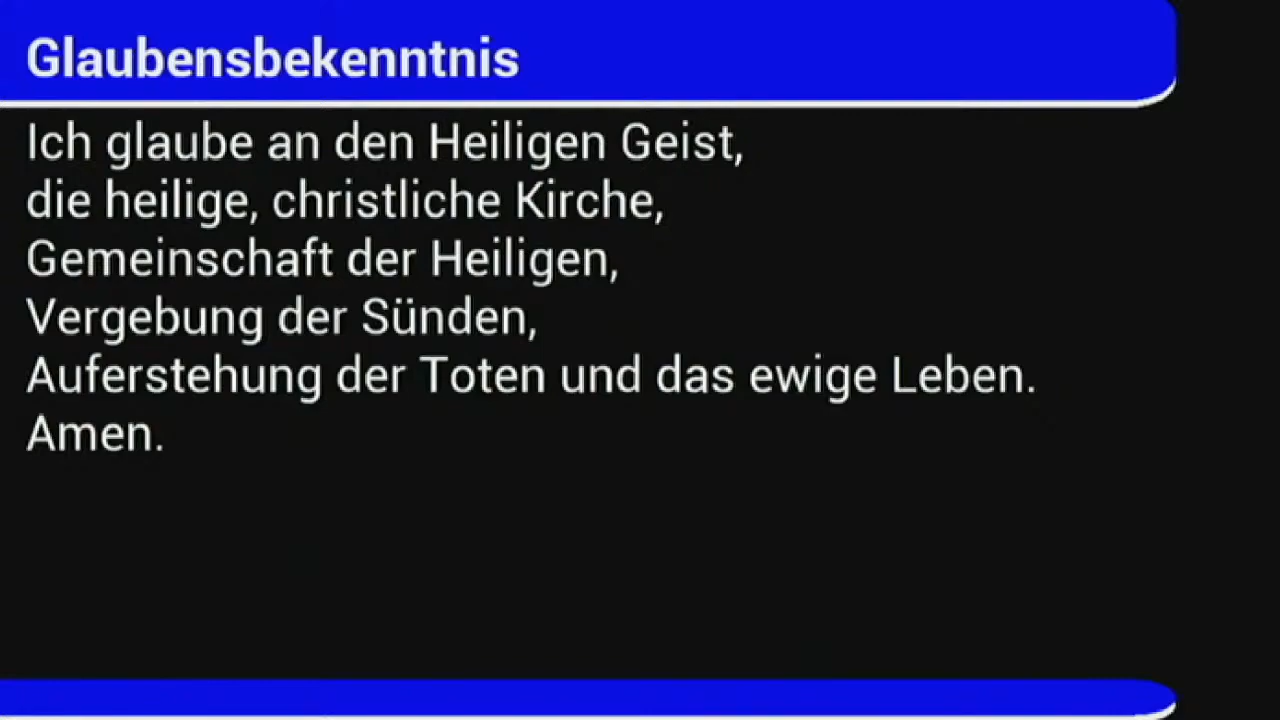 Glaubensbekenntnis
Ich glaube an den Heiligen Geist,
die heilige, christliche Kirche,
Gemeinschaft der Heiligen,
Vergebung der Sünden,
Auferstehung der Toten und das ewige Leben.
Amen.